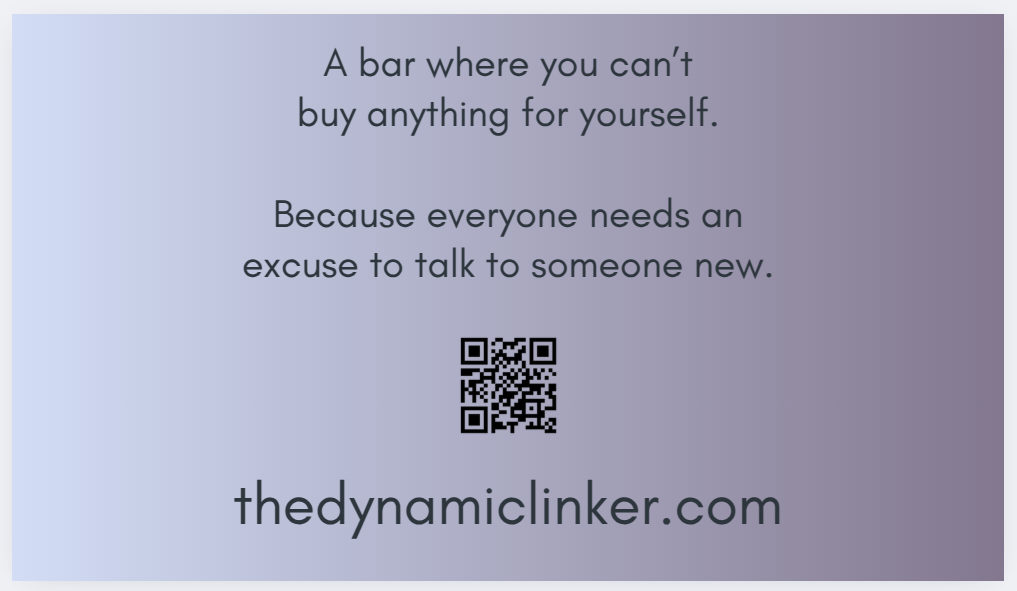 A bar where you can’t
buy anything for yourself.
Because everyone needs an
excuse to talk to someone new.
thedynamiclinker.com